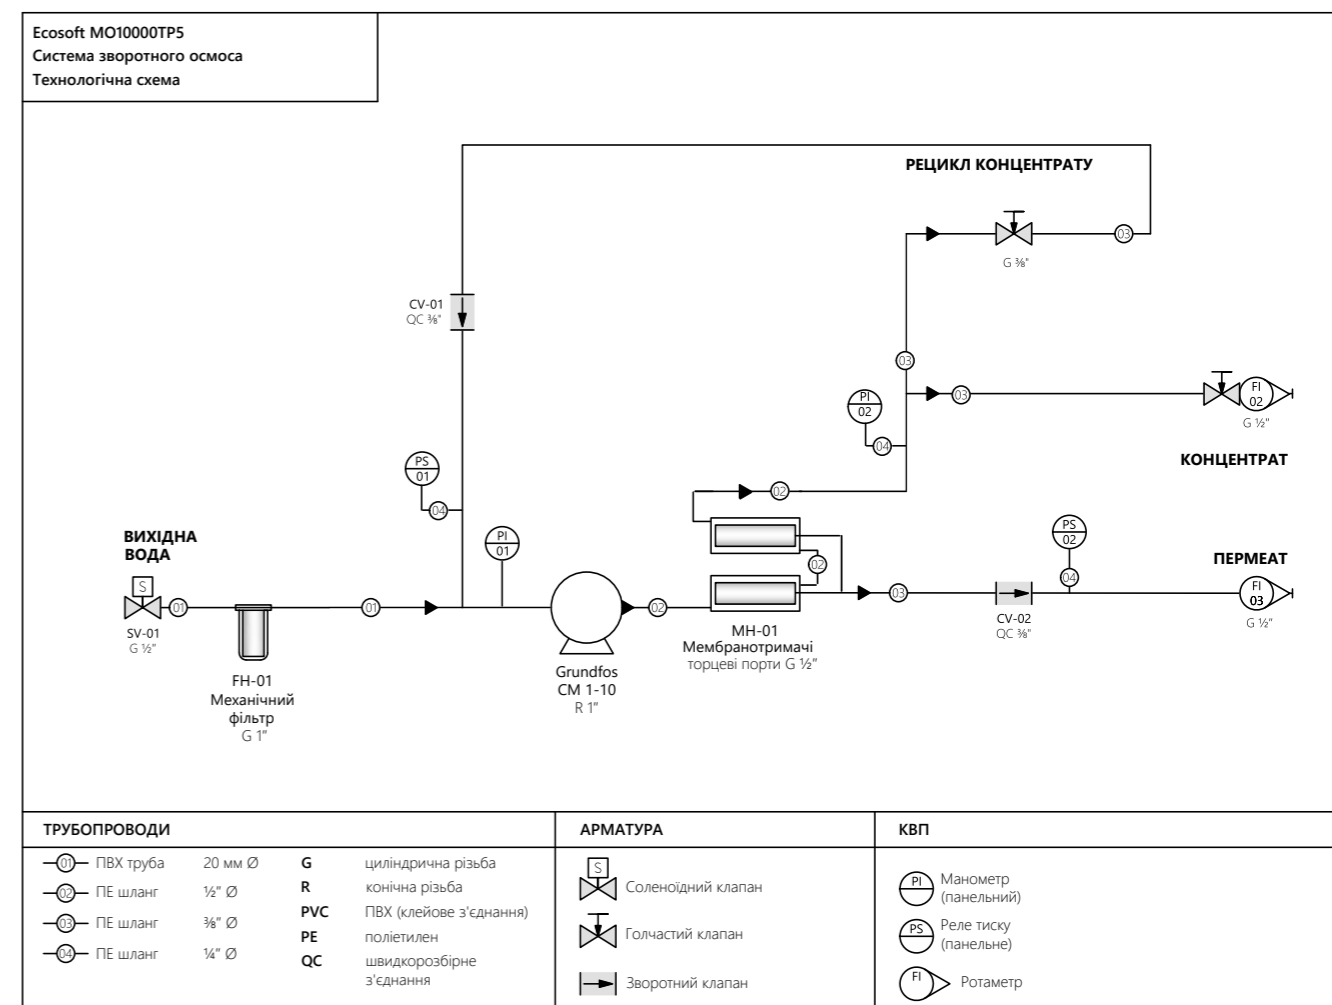 Ecosoft MO10000TP5
Система зворотного осмоса
Технологічна схема
РЕЦИКЛ КОНЦЕНТРАТУ
03
G ⅜"
CV-01
QC ⅜"
03
PI
02
03
FI
02
G ½"
04
КОНЦЕНТРАТ
PS
01
02
04
PI
01
PS
02
ВИХІДНА
ВОДА
ПЕРМЕАТ
S
02
04
FI
03
01
01
02
03
SV-01
G ½"
CV-02
QC ⅜"
G ½"
MH-01
Мембранотримачі
торцеві порти G ½"
FH-01
Механічний
фільтр
G 1"
Grundfos
CM 1-10
R 1"
ТРУБОПРОВОДИ
01 ПВХ труба 20 мм Ø
02 ПЕ шланг ½" Ø
03 ПЕ шланг ⅜" Ø
04 ПЕ шланг ¼" Ø
G циліндрична різьба
R конічна різьба
PVC ПВХ (клейове з'єднання)
PE поліетилен
QC швидкорозбірне
з'єднання
АРМАТУРА
S Соленоїдний клапан
Голчастий клапан
Зворотний клапан
КВП
PI Манометр
(панельний)
PS Реле тиску
(панельне)
FI Ротаметр